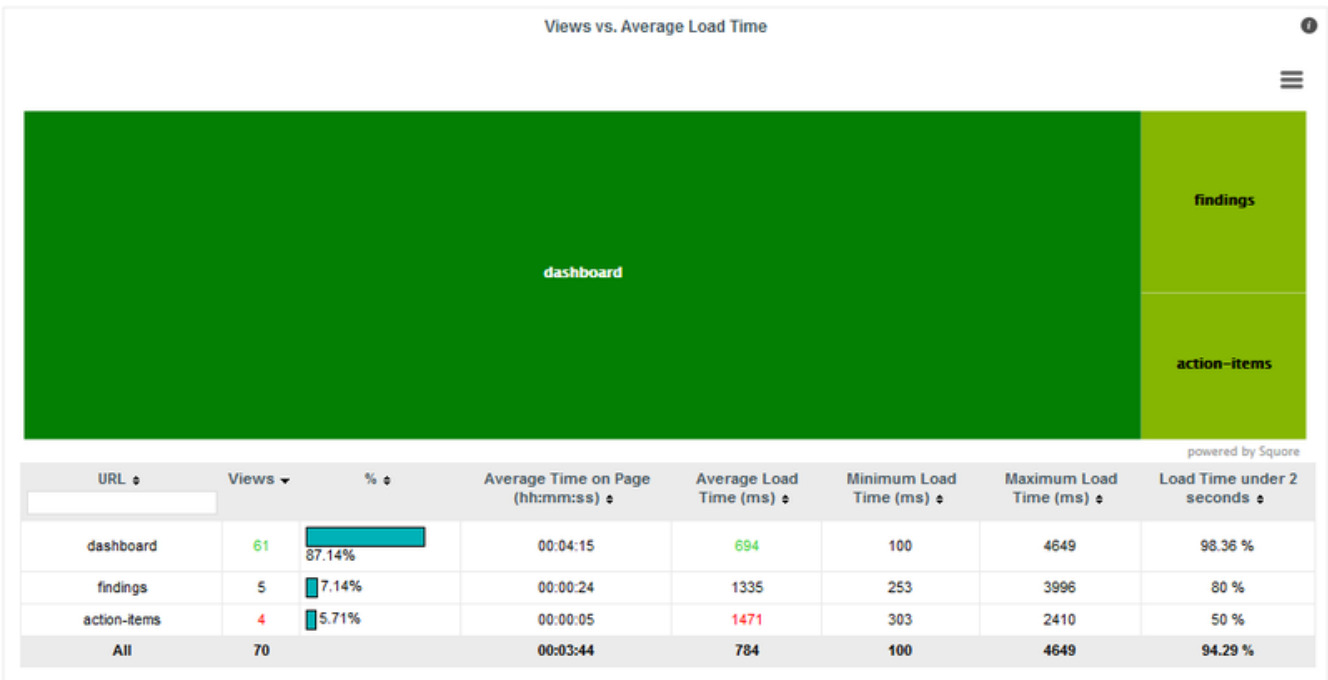 Views vs. Average Load Time
dashboard
findings
action-items
powered by Squore
URL Views % Average Time on Page (hh:mm:ss) Average Load Time (ms) Minimum Load Time (ms) Maximum Load Time (ms) Load Time under 2 seconds
dashboard 61 87.14% 00:04:15 694 100 4649 98.36 %
findings 5 7.14% 00:00:24 1335 253 3996 80 %
action-items 4 5.71% 00:00:05 1471 303 2410 50 %
All 70 00:03:44 784 100 4649 94.29 %